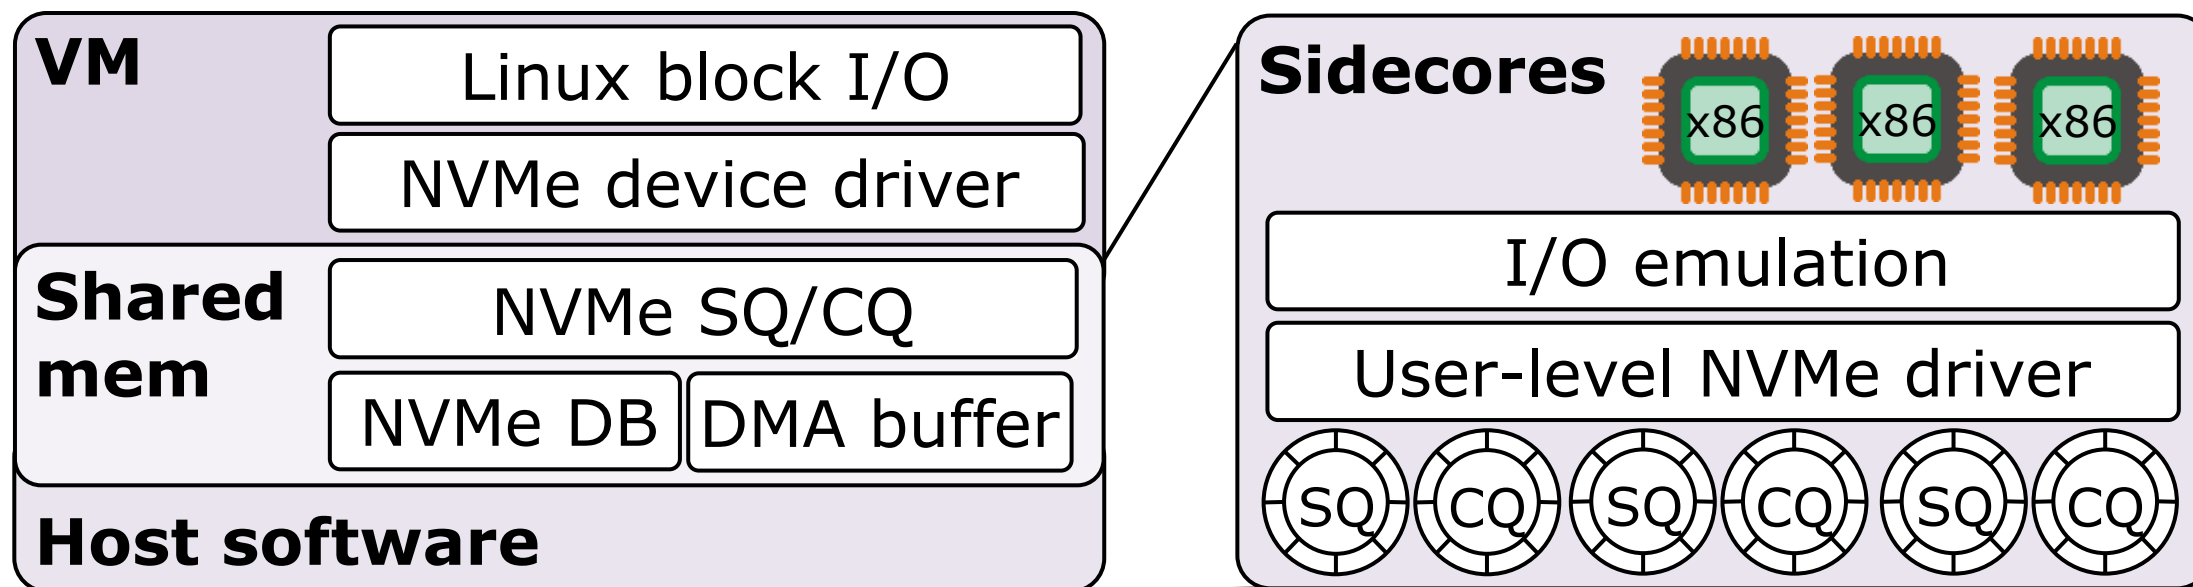 VM
Linux block I/O
NVMe device driver
Shared
mem
NVMe SQ/CQ
NVMe DB
DMA buffer
Host software
Sidecores
x86
x86
x86
I/O emulation
User-level NVMe driver
SQ
CQ
SQ
CQ
SQ
CQ